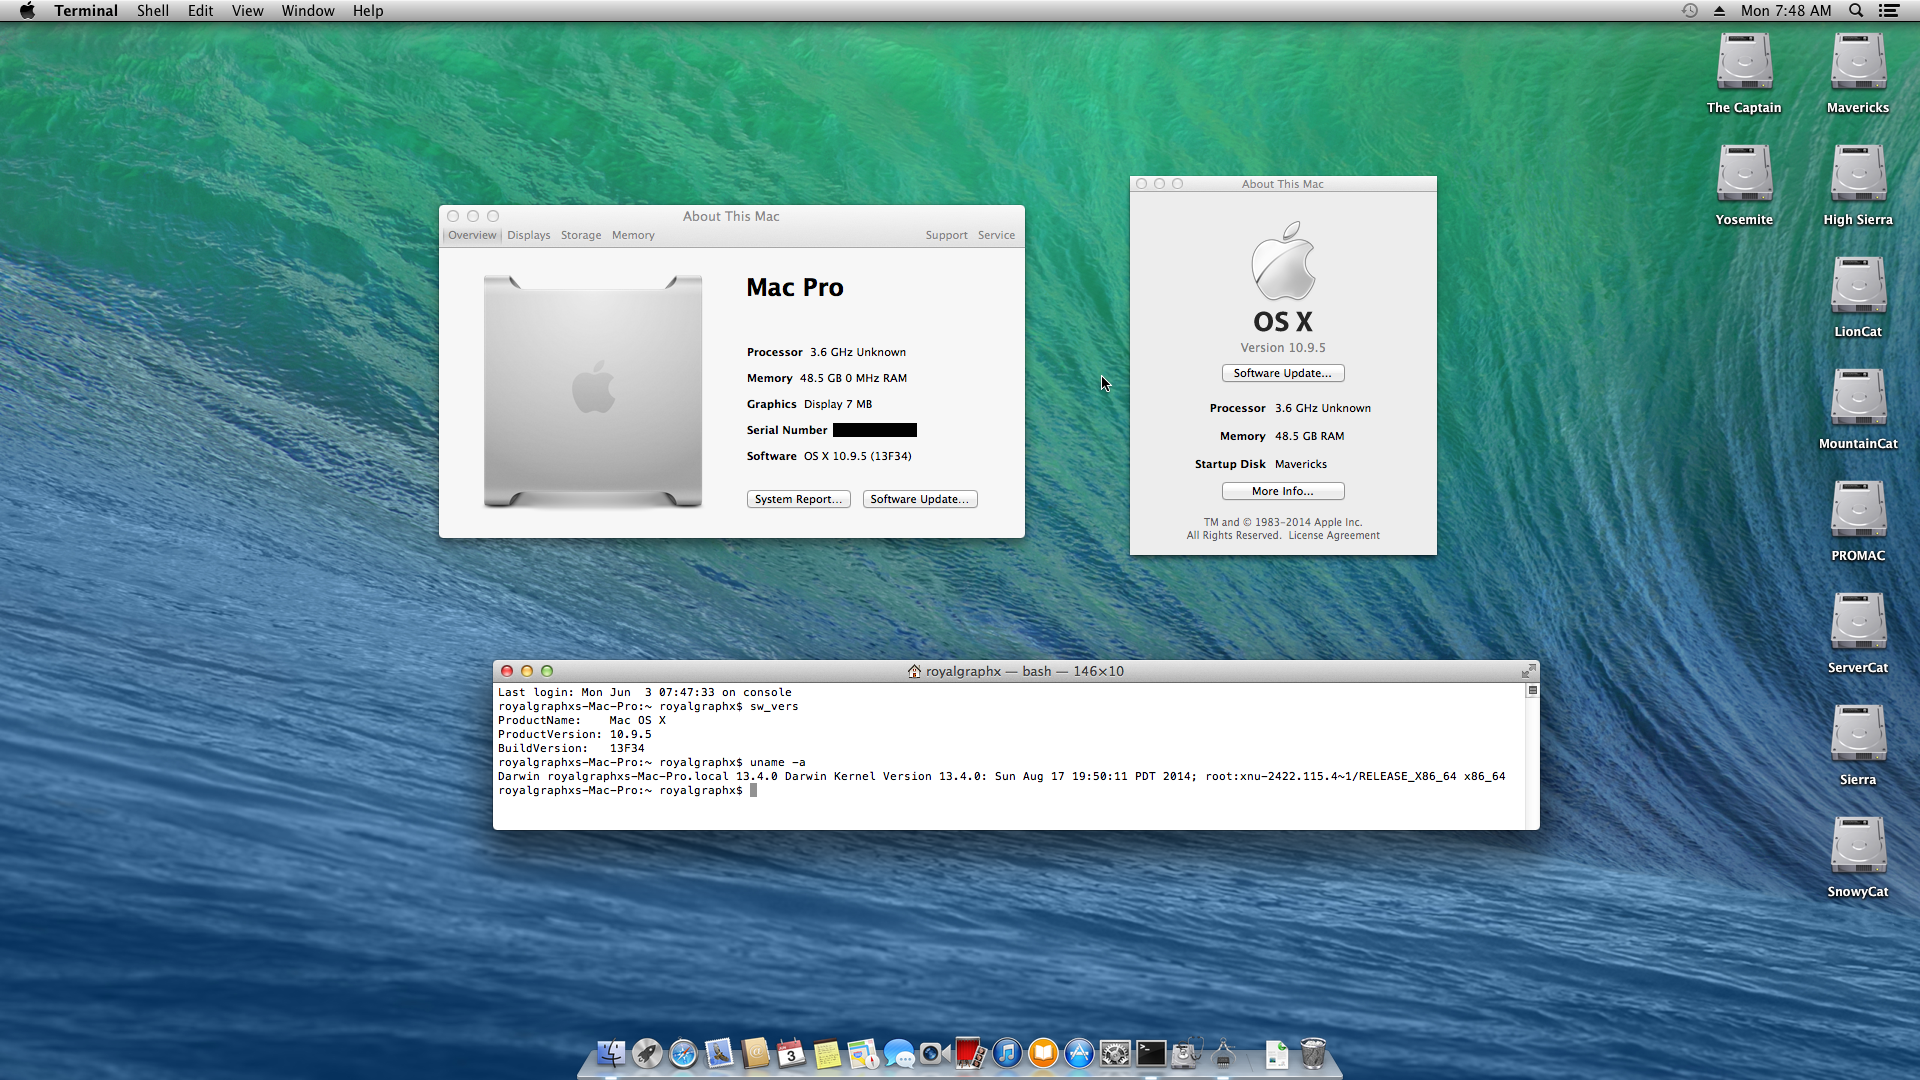 Terminal Shell Edit View Window Help
Mon 7:48 AM
The Captain
Mavericks
Yosemite
High Sierra
LionCat
MountainCat
PROMAC
ServerCat
Sierra
SnowyCat
About This Mac
Overview Displays Storage Memory
Support Service
Mac Pro
Processor 3.6 GHz Unknown
Memory 48.5 GB 0 MHz RAM
Graphics Display 7 MB
Serial Number
Software OS X 10.9.5 (13F34)
System Report... Software Update...
About This Mac
OS X
Version 10.9.5
Software Update...
Processor 3.6 GHz Unknown
Memory 48.5 GB RAM
Startup Disk Mavericks
More Info...
TM and © 1983-2014 Apple Inc.
All Rights Reserved. License Agreement
royalgraphx — bash — 146×10
Last login: Mon Jun  3 07:47:33 on console
royalgraphxs-Mac-Pro:~ royalgraphx$ sw_vers
ProductName:    Mac OS X
ProductVersion: 10.9.5
BuildVersion:   13F34
royalgraphxs-Mac-Pro:~ royalgraphx$ uname -a
Darwin royalgraphxs-Mac-Pro.local 13.4.0 Darwin Kernel Version 13.4.0: Sun Aug 17 19:50:11 PDT 2014; root:xnu-2422.115.4~1/RELEASE_X86_64 x86_64
royalgraphxs-Mac-Pro:~ royalgraphx$
3